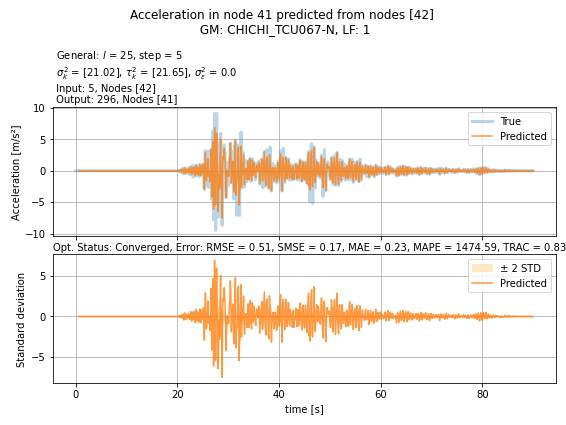 Acceleration in node 41 predicted from nodes [42]
GM: CHICHI_TCU067-N, LF: 1
General: l = 25, step = 5
σ²ₖ = [21.02], τ²ₖ = [21.65], σ²ε = 0.0
Input: 5, Nodes [42]
Output: 296, Nodes [41]
Acceleration [m/s²]
10
5
0
−5
−10
True
Predicted
Opt. Status: Converged, Error: RMSE = 0.51, SMSE = 0.17, MAE = 0.23, MAPE = 1474.59, TRAC = 0.83
Standard deviation
5
0
−5
± 2 STD
Predicted
0 20 40 60 80
time [s]